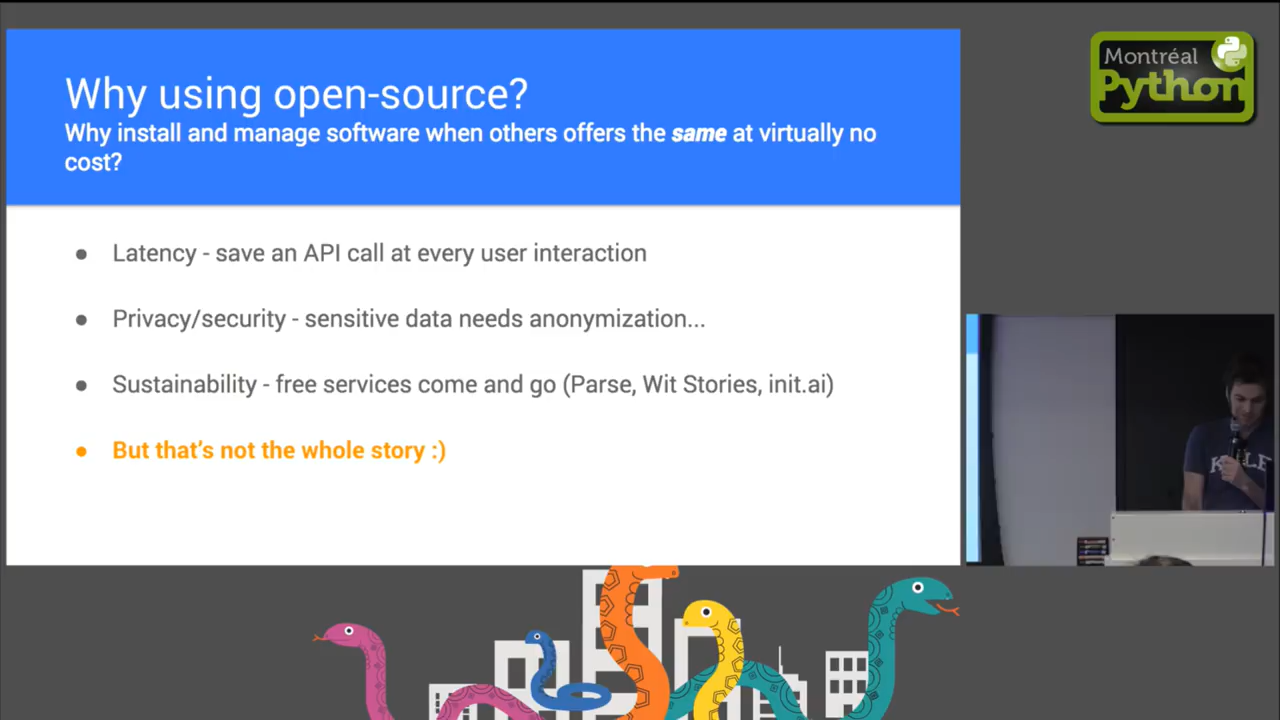 Why using open-source?
Why install and manage software when others offers the same at virtually no
cost?
● Latency - save an API call at every user interaction
● Privacy/security - sensitive data needs anonymization...
● Sustainability - free services come and go (Parse, Wit Stories, init.ai)
● But that's not the whole story :)
Montréal
Python